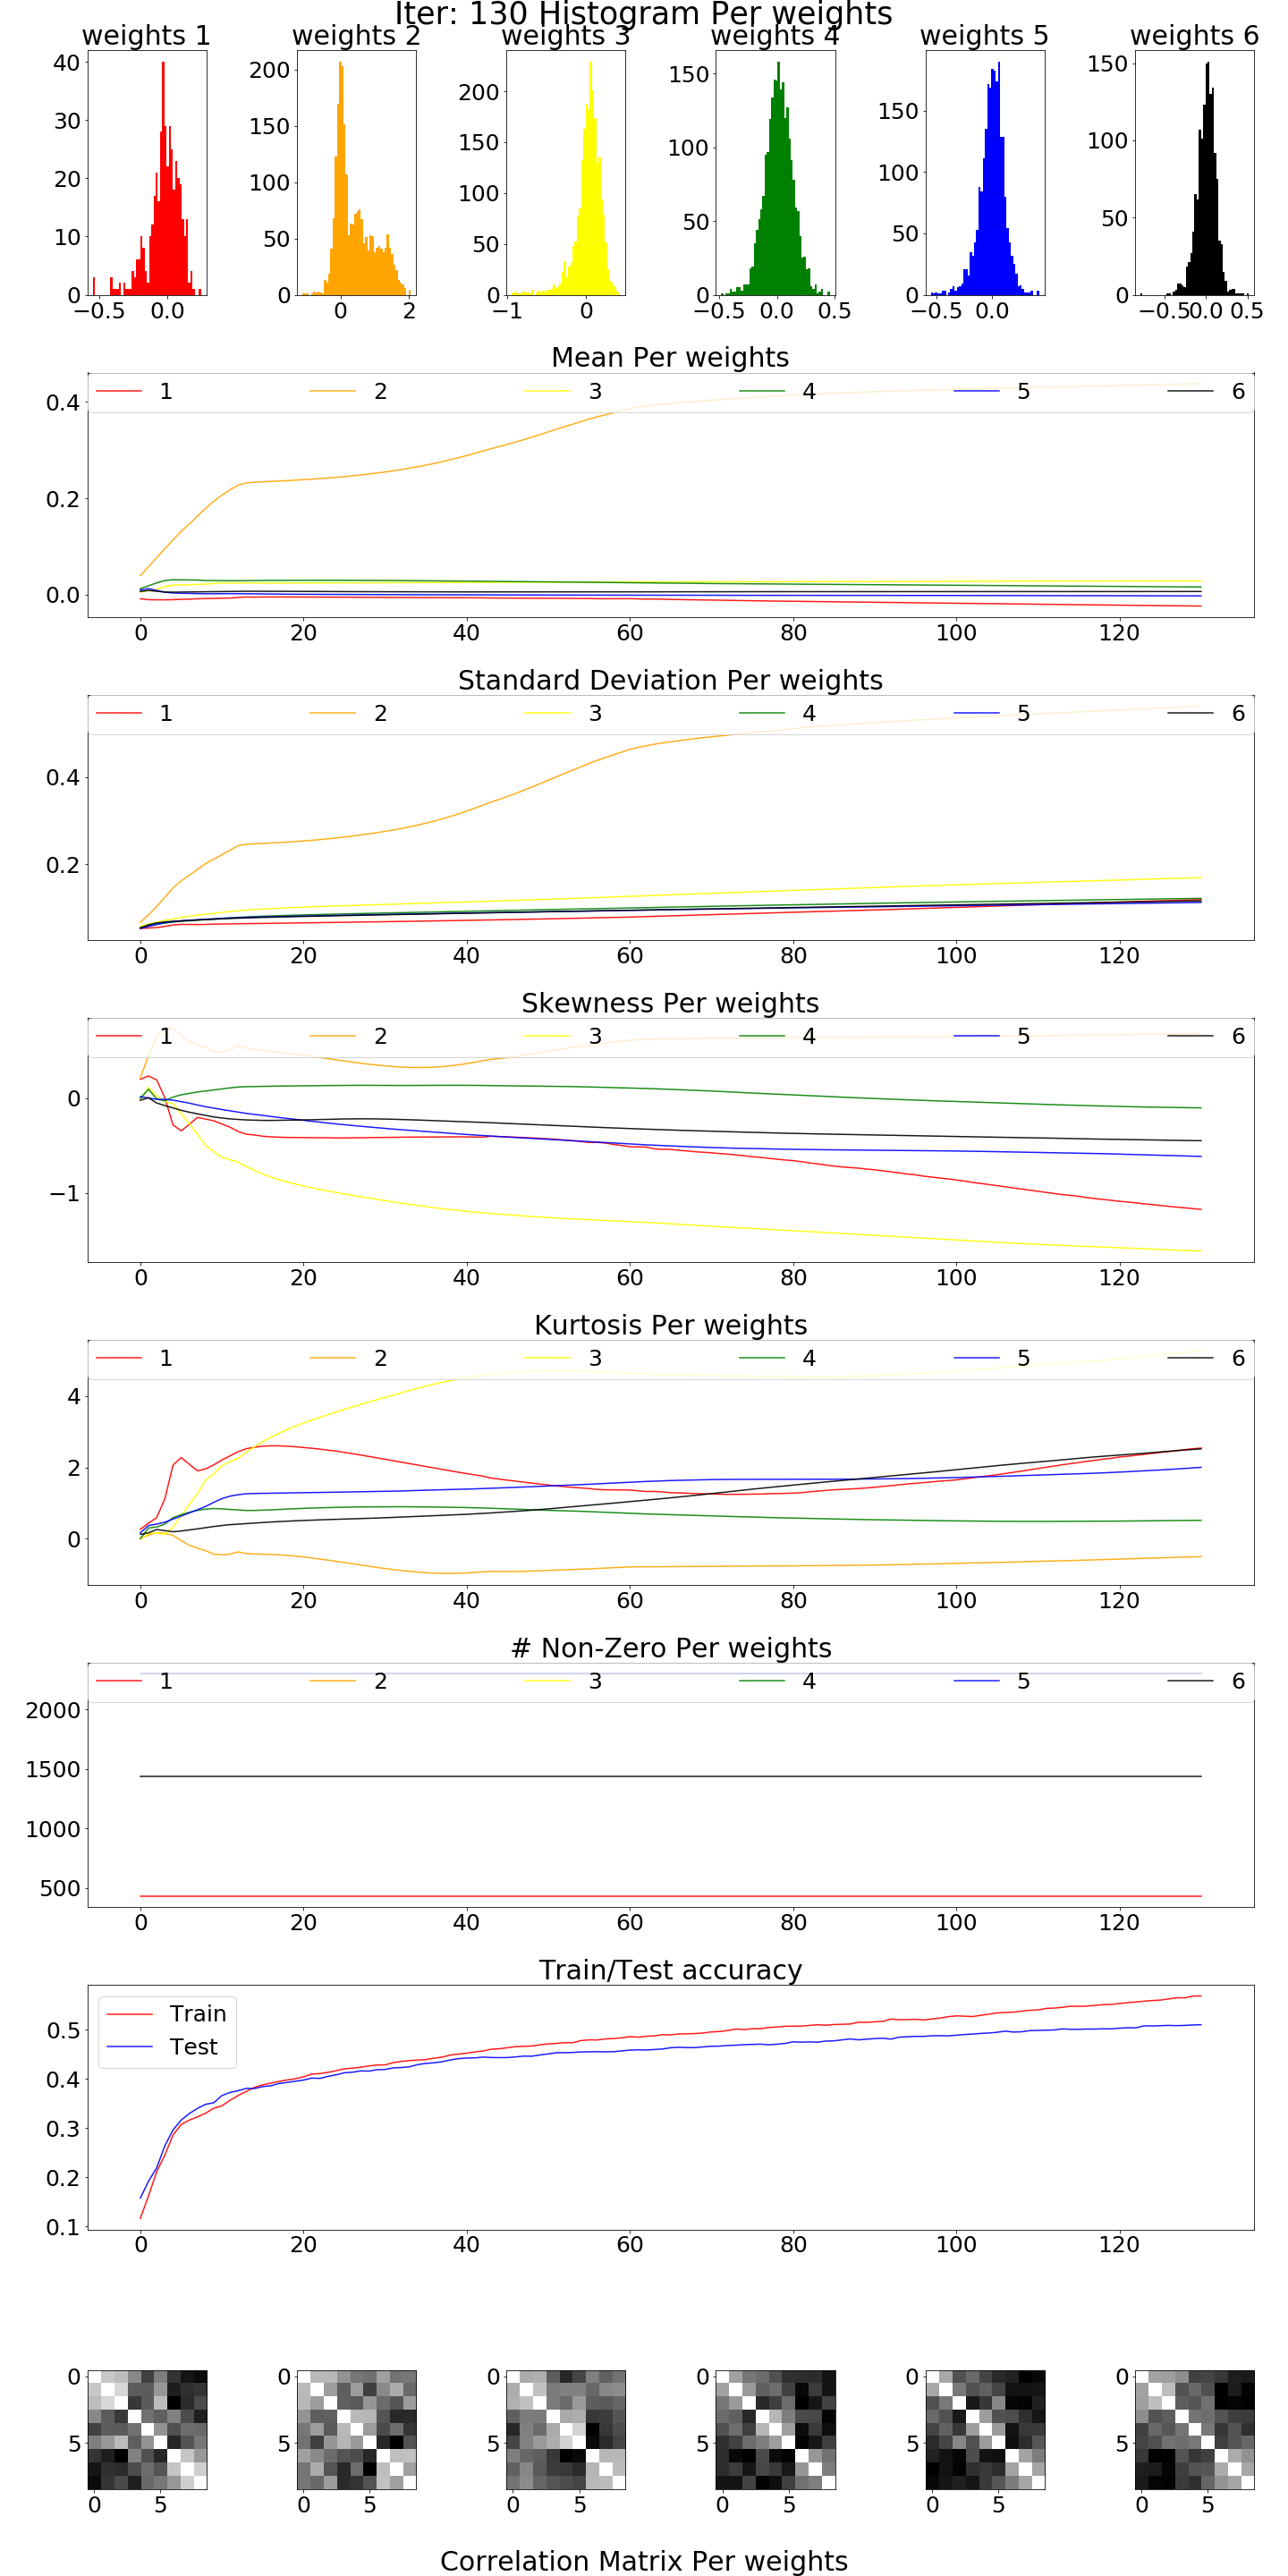 Iter: 130 Histogram Per weights
weights 1 weights 2 weights 3 weights 4 weights 5 weights 6
40 200 200 150 150 150
30 150 150 100 100 100
20 100 100 50 50 50
10 50 50
0 0 0 0 0 0
−0.5 0.0 0 2 −1 0 −0.5 0.0 0.5 −0.5 0.0 −0.5 0.0 0.5
Mean Per weights
1 2 3 4 5 6
0.4
0.2
0.0
0 20 40 60 80 100 120
Standard Deviation Per weights
1 2 3 4 5 6
0.4
0.2
0 20 40 60 80 100 120
Skewness Per weights
1 2 3 4 5 6
0
−1
0 20 40 60 80 100 120
Kurtosis Per weights
1 2 3 4 5 6
4
2
0
0 20 40 60 80 100 120
# Non-Zero Per weights
1 2 3 4 5 6
2000
1500
1000
500
0 20 40 60 80 100 120
Train/Test accuracy
Train
Test
0.5
0.4
0.3
0.2
0.1
0 20 40 60 80 100 120
0 0 0 0 0 0
5 5 5 5 5 5
0 5 0 5 0 5 0 5 0 5 0 5
Correlation Matrix Per weights